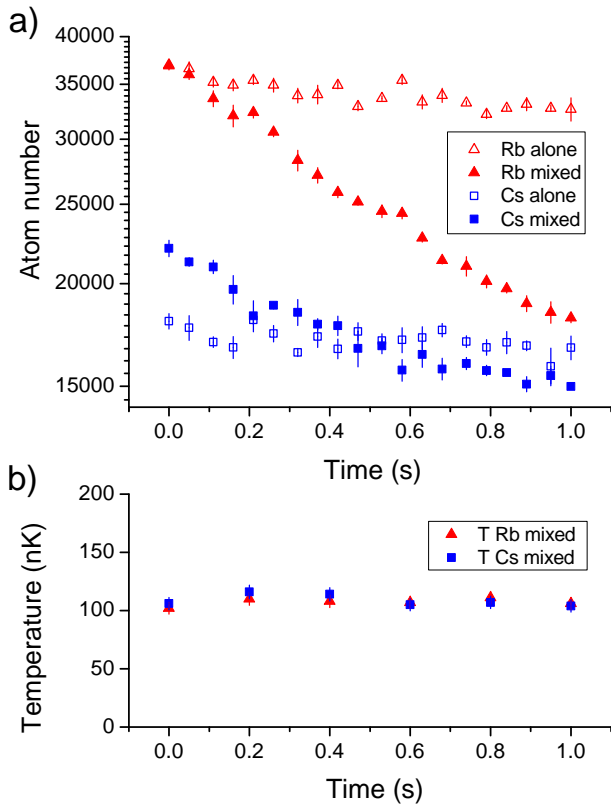 a)
40000
35000
30000
25000
20000
15000
Atom number
Rb alone
Rb mixed
Cs alone
Cs mixed
0.0 0.2 0.4 0.6 0.8 1.0
Time (s)
b)
200
150
100
50
0
Temperature (nK)
T Rb mixed
T Cs mixed
0.0 0.2 0.4 0.6 0.8 1.0
Time (s)